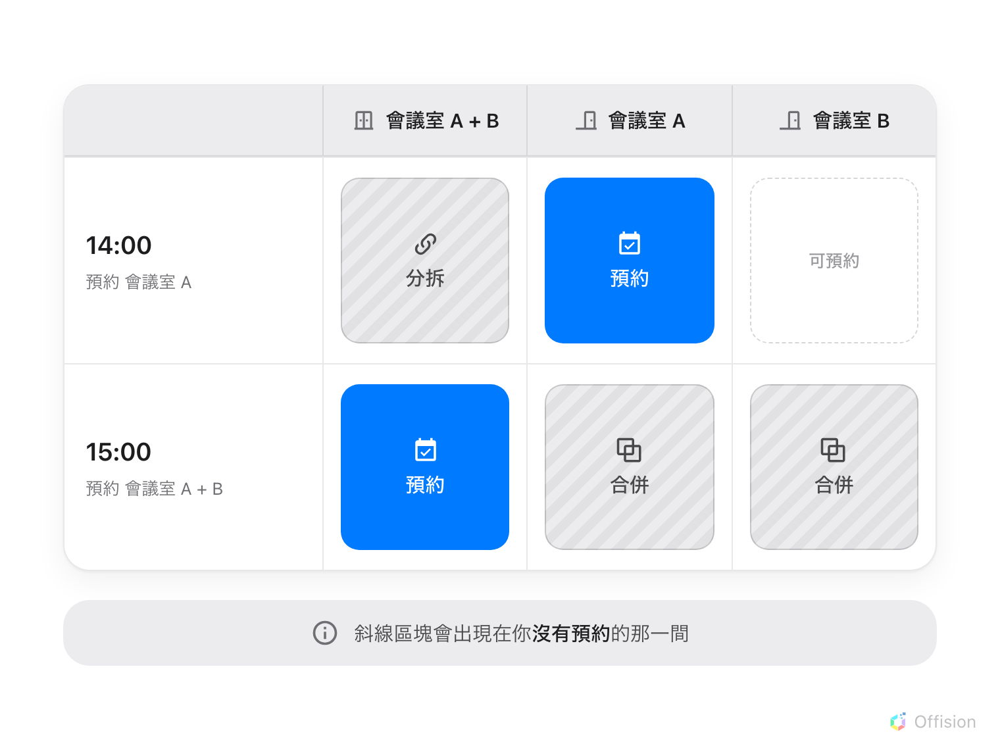 會議室 A + B
會議室 A
會議室 B
14:00
預約 會議室 A
分拆
預約
可預約
15:00
預約 會議室 A + B
預約
合併
合併
斜線區塊會出現在你沒有預約的那一間
Offision